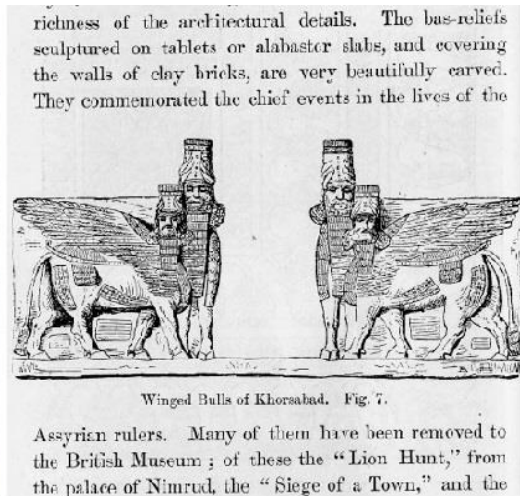 richness of the architectural details. The bas-reliefs
sculptured on tablets or alabaster slabs, and covering
the walls of clay bricks, are very beautifully carved.
They commemorated the chief events in the lives of the
Winged Bulls of Khorsabad. Fig. 7.
Assyrian rulers. Many of them have been removed to
the British Museum ; of these the “Lion Hunt,” from
the palace of Nimrud, the “Siege of a Town,” and the